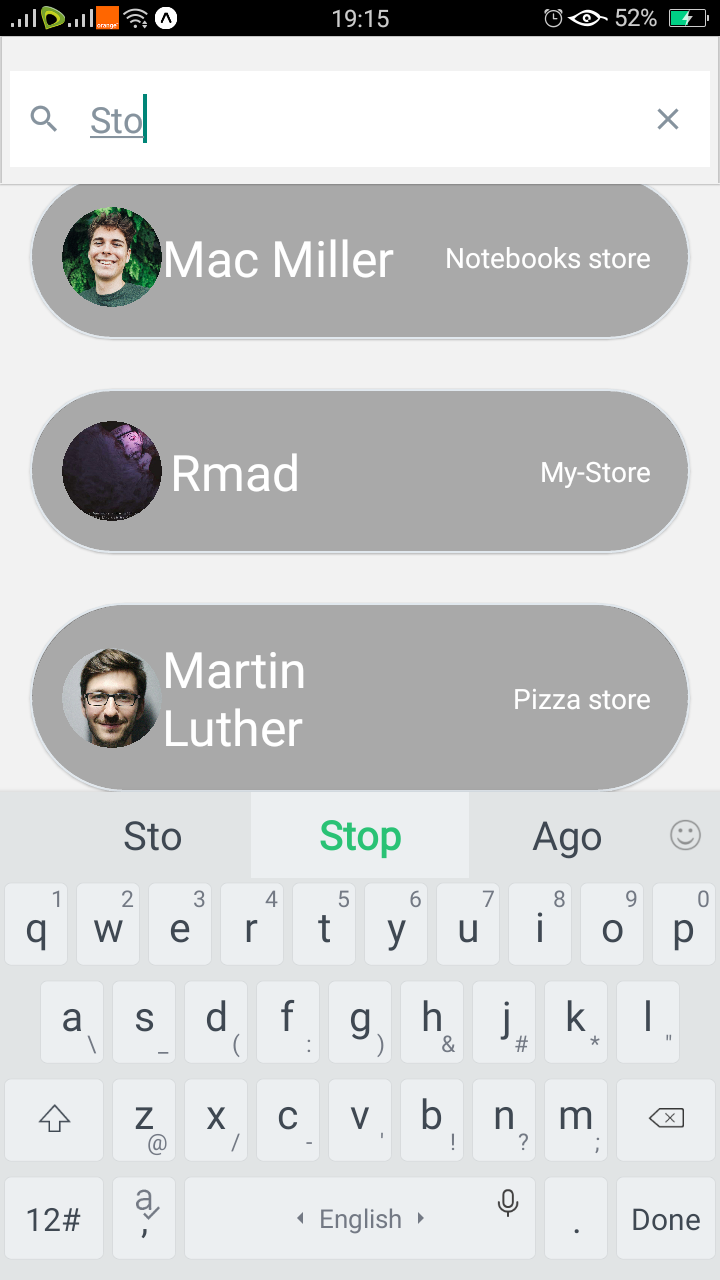 orange 19:15 52%
Sto
Mac Miller Notebooks store
Rmad My-Store
Martin
Luther
Pizza store
Sto Stop Ago
1 2 3 4 5 6 7 8 9 0
q w e r t y u i o p
a s d f g h j k l
\ _ ( : ) & # * "
z x c v b n m
@ / - ' ! ? ;
12# a , English . Done